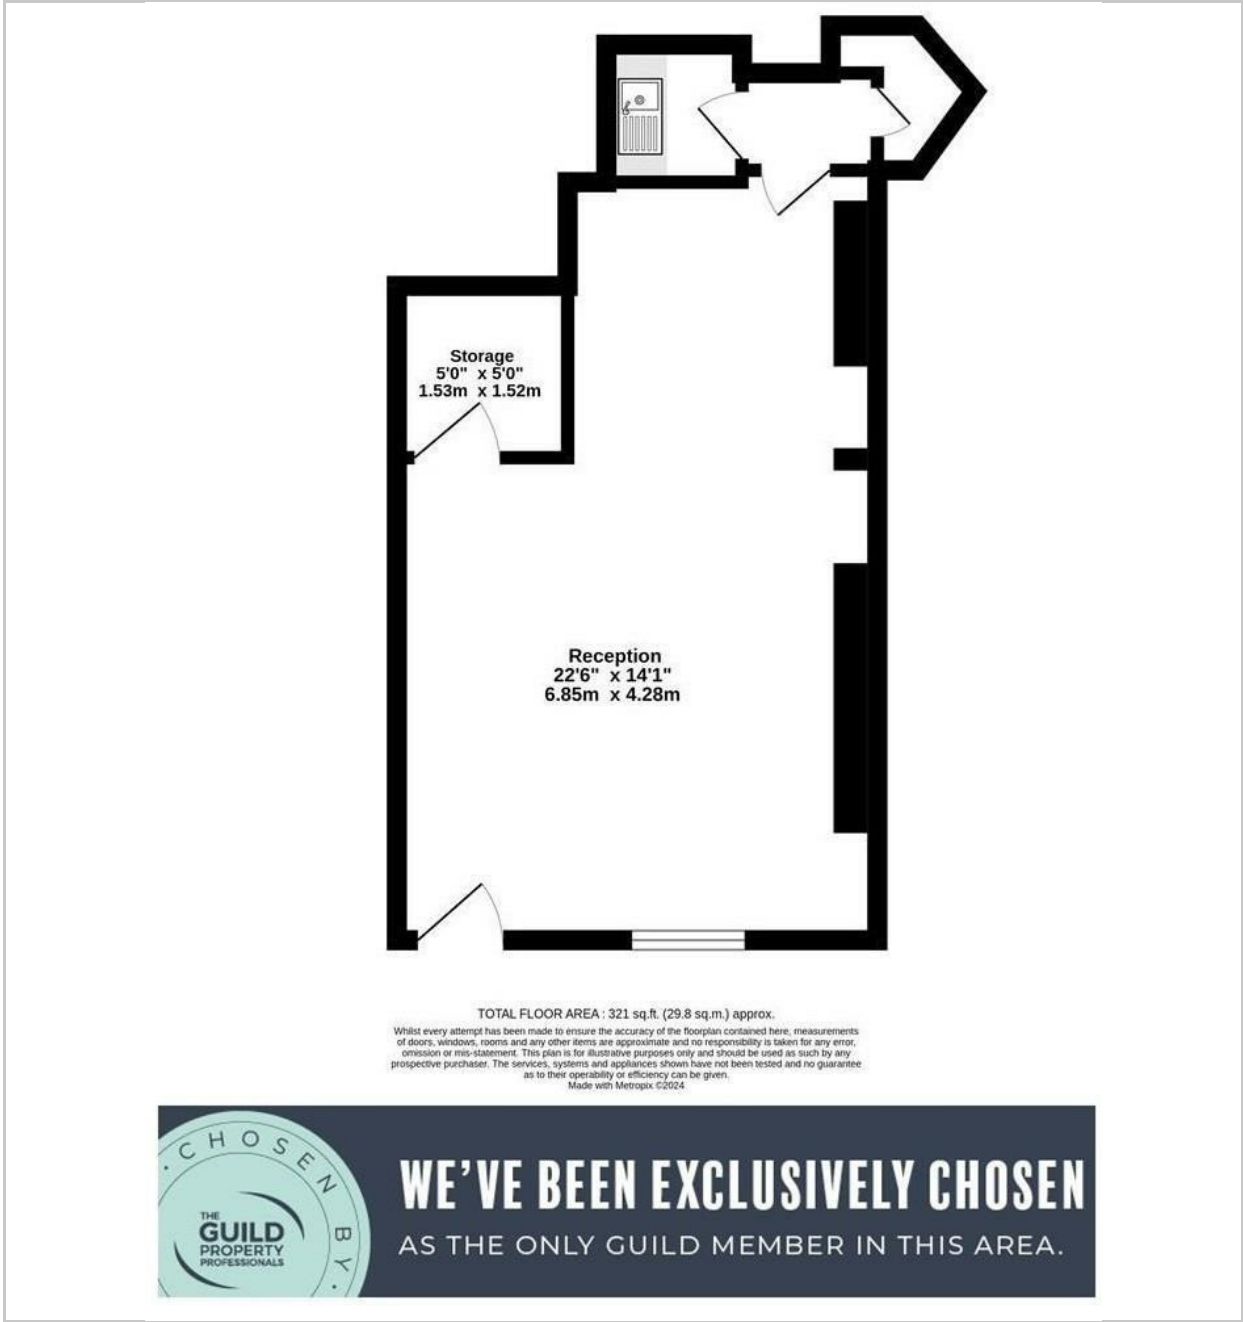 Storage
5'0" x 5'0"
1.53m x 1.52m
Reception
22'6" x 14'1"
6.85m x 4.28m
TOTAL FLOOR AREA : 321 sq.ft. (29.8 sq.m.) approx.
Whilst every attempt has been made to ensure the accuracy of the floorplan contained here, measurements
of doors, windows, rooms and any other items are approximate and no responsibility is taken for any error,
omission or mis-statement. This plan is for illustrative purposes only and should be used as such by any
prospective purchaser. The services, systems and appliances shown have not been tested and no guarantee
as to their operability or efficiency can be given.
Made with Metropix ©2024
· CHOSEN BY ·
THE
GUILD
PROPERTY
PROFESSIONALS
WE'VE BEEN EXCLUSIVELY CHOSEN
AS THE ONLY GUILD MEMBER IN THIS AREA.